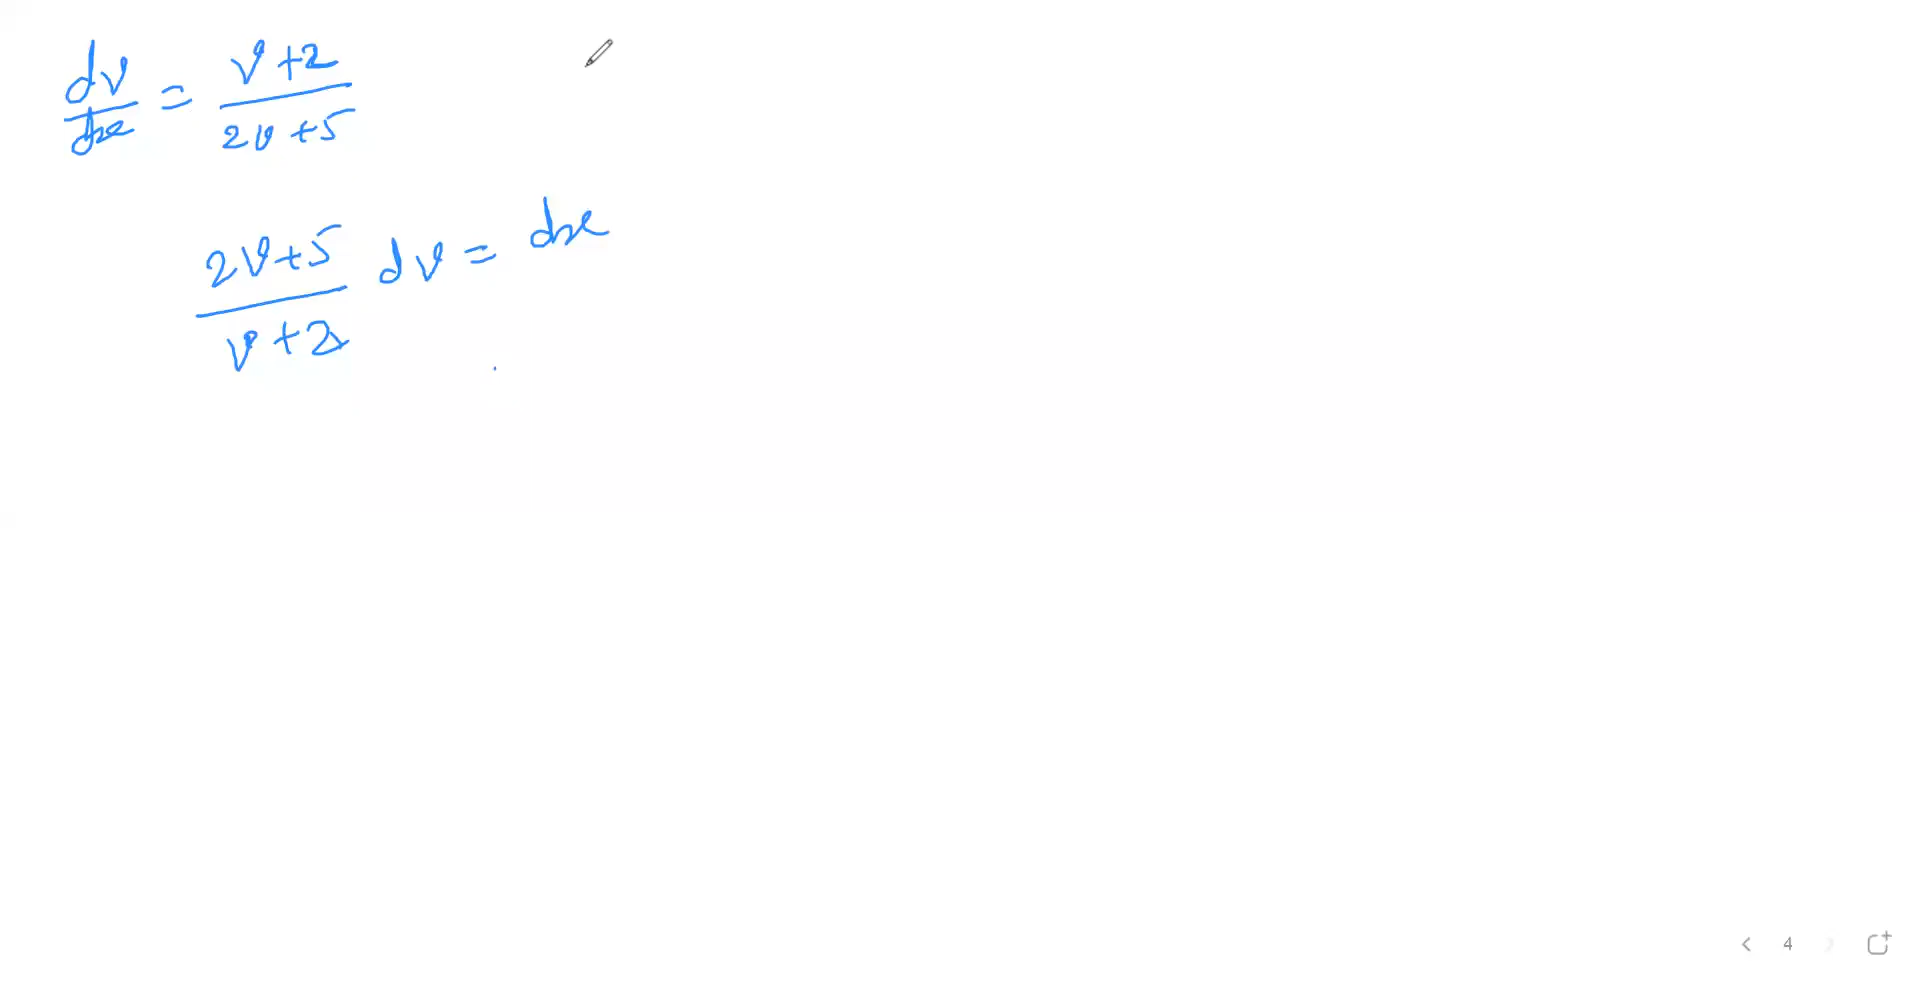 dv/dx = (v+2)/(2v+5)
(2v+5)/(v+2) dv = dx
4